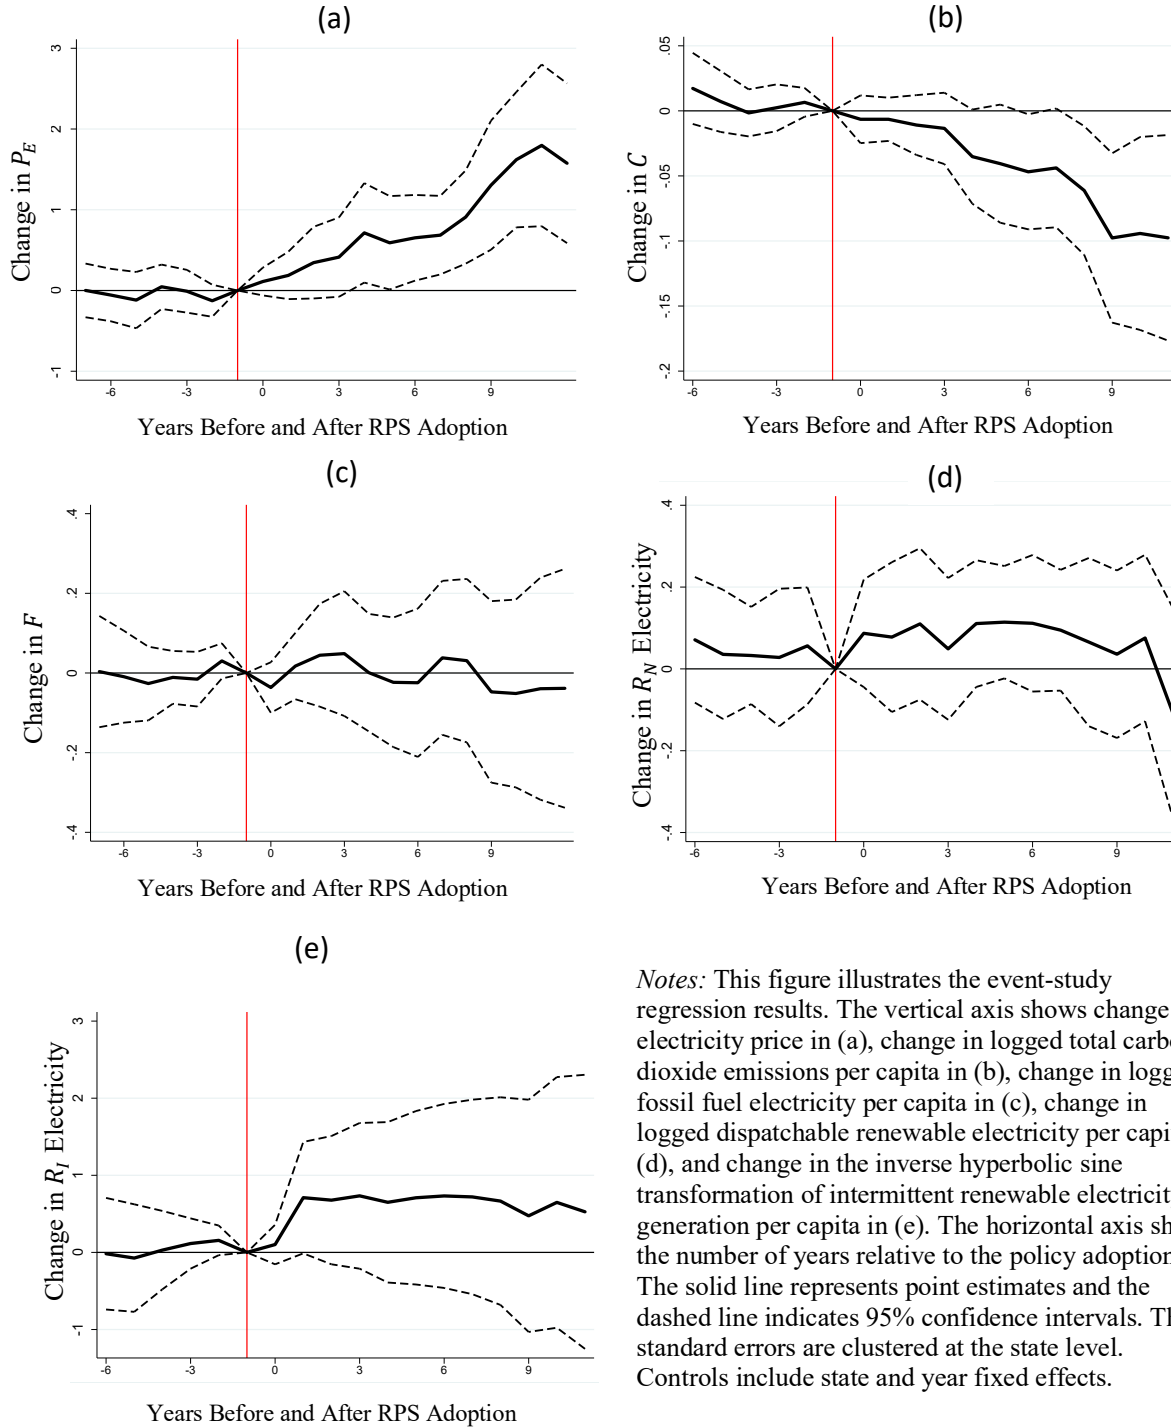 (a)
3
2
1
0
-1
Change in P_E
-6 -3 0 3 6 9
Years Before and After RPS Adoption
(b)
.05
0
-.05
-.1
-.15
-.2
Change in C
-6 -3 0 3 6 9
Years Before and After RPS Adoption
(c)
.4
.2
0
-.2
-.4
Change in F
-6 -3 0 3 6 9
Years Before and After RPS Adoption
(d)
.4
.2
0
-.2
-.4
Change in R_N Electricity
-6 -3 0 3 6 9
Years Before and After RPS Adoption
(e)
3
2
1
0
-1
Change in R_I Electricity
-6 -3 0 3 6 9
Years Before and After RPS Adoption
Notes: This figure illustrates the event-study
regression results. The vertical axis shows change
electricity price in (a), change in logged total
dioxide emissions per capita in (b), change in
fossil fuel electricity per capita in (c), change in
logged dispatchable renewable electricity per
(d), and change in the inverse hyperbolic sine
transformation of intermittent renewable
generation per capita in (e). The horizontal axis
the number of years relative to the policy adoption
The solid line represents point estimates and the
dashed line indicates 95% confidence intervals.
standard errors are clustered at the state level.
Controls include state and year fixed effects.